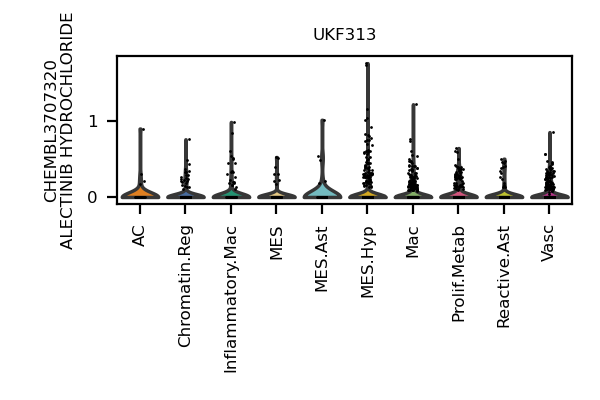 UKF313
CHEMBL3707320
ALECTINIB HYDROCHLORIDE
1
0
AC
Chromatin.Reg
Inflammatory.Mac
MES
MES.Ast
MES.Hyp
Mac
Prolif.Metab
Reactive.Ast
Vasc